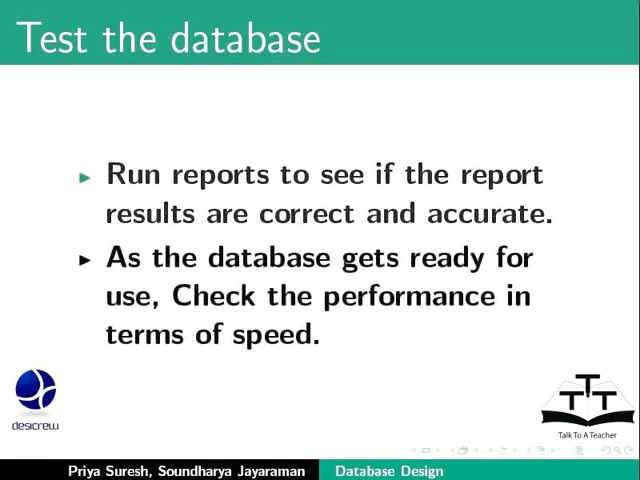 Test the database
Run reports to see if the report
results are correct and accurate.
As the database gets ready for
use, Check the performance in
terms of speed.
desicrew
TTT
Talk To A Teacher
Priya Suresh, Soundharya Jayaraman
Database Design